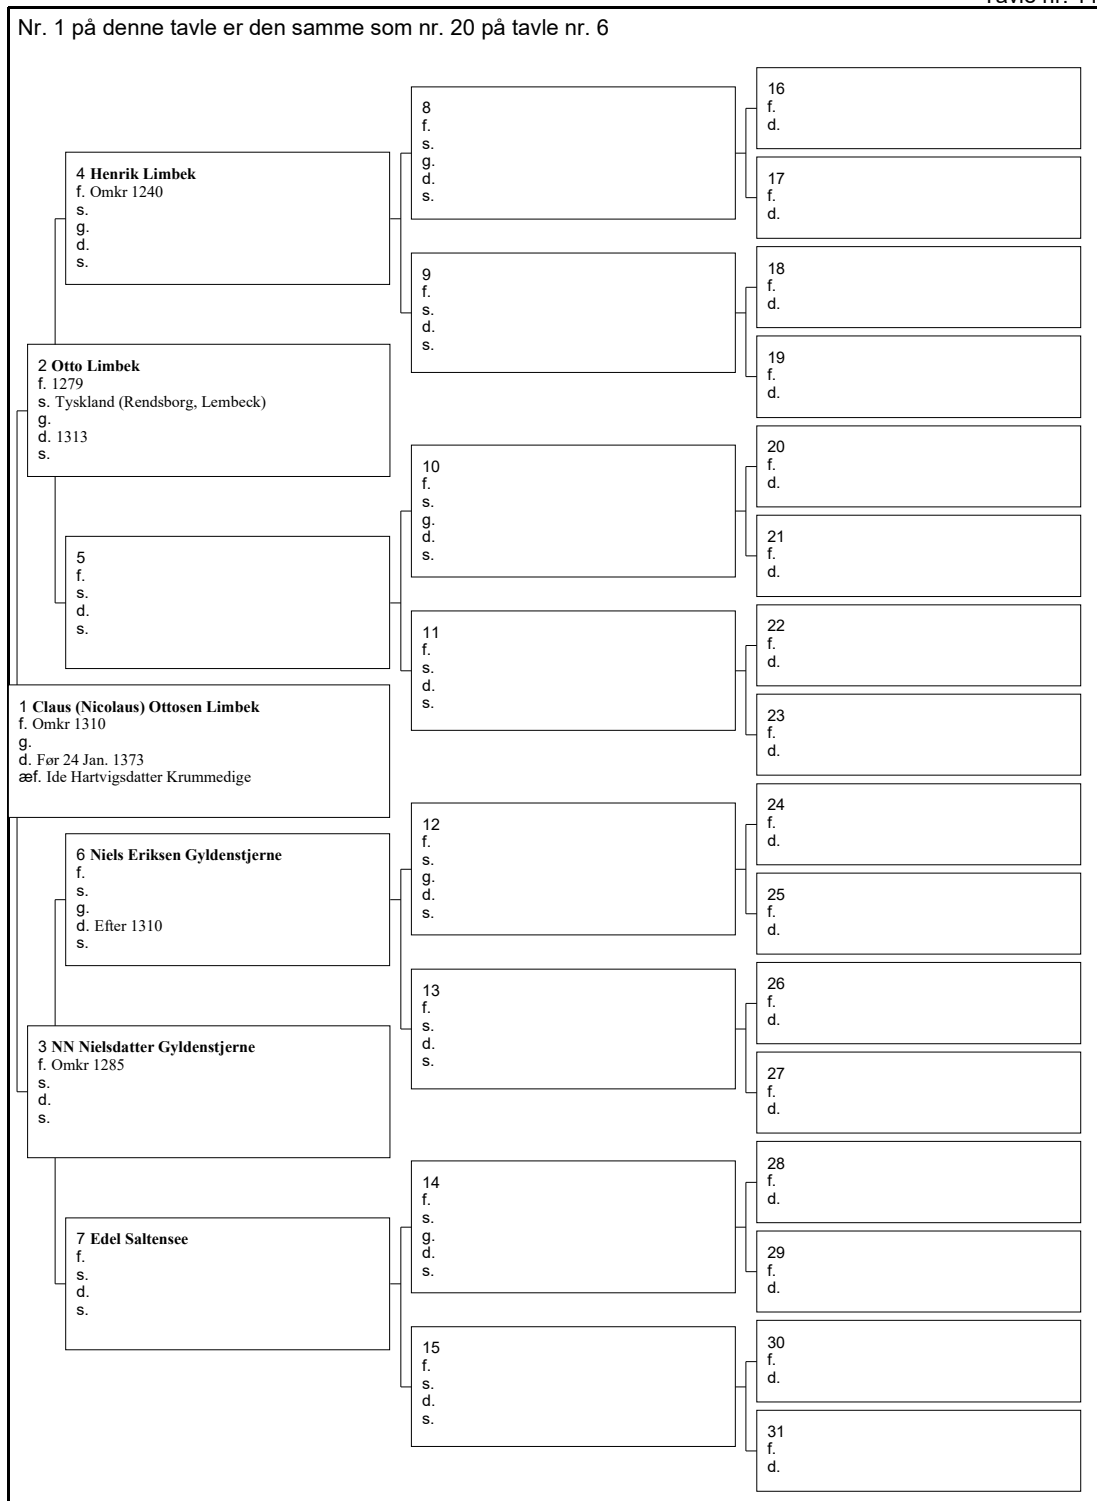 Nr. 1 på denne tavle er den samme som nr. 20 på tavle nr. 6
16
f.
d.
8
f.
s.
g.
d.
s.
17
f.
d.
4 Henrik Limbek
f. Omkr 1240
s.
g.
d.
s.
18
f.
d.
9
f.
s.
d.
s.
19
f.
d.
2 Otto Limbek
f. 1279
s. Tyskland (Rendsborg, Lembeck)
g.
d. 1313
s.
20
f.
d.
10
f.
s.
g.
d.
s.
21
f.
d.
5
f.
s.
d.
s.
22
f.
d.
11
f.
s.
d.
s.
23
f.
d.
1 Claus (Nicolaus) Ottosen Limbek
f. Omkr 1310
g.
d. Før 24 Jan. 1373
æf. Ide Hartvigsdatter Krummedige
24
f.
d.
12
f.
s.
g.
d.
s.
25
f.
d.
6 Niels Eriksen Gyldenstjerne
f.
s.
g.
d. Efter 1310
s.
26
f.
d.
13
f.
s.
d.
s.
27
f.
d.
3 NN Nielsdatter Gyldenstjerne
f. Omkr 1285
s.
d.
s.
28
f.
d.
14
f.
s.
g.
d.
s.
29
f.
d.
7 Edel Saltensee
f.
s.
d.
s.
30
f.
d.
15
f.
s.
d.
s.
31
f.
d.